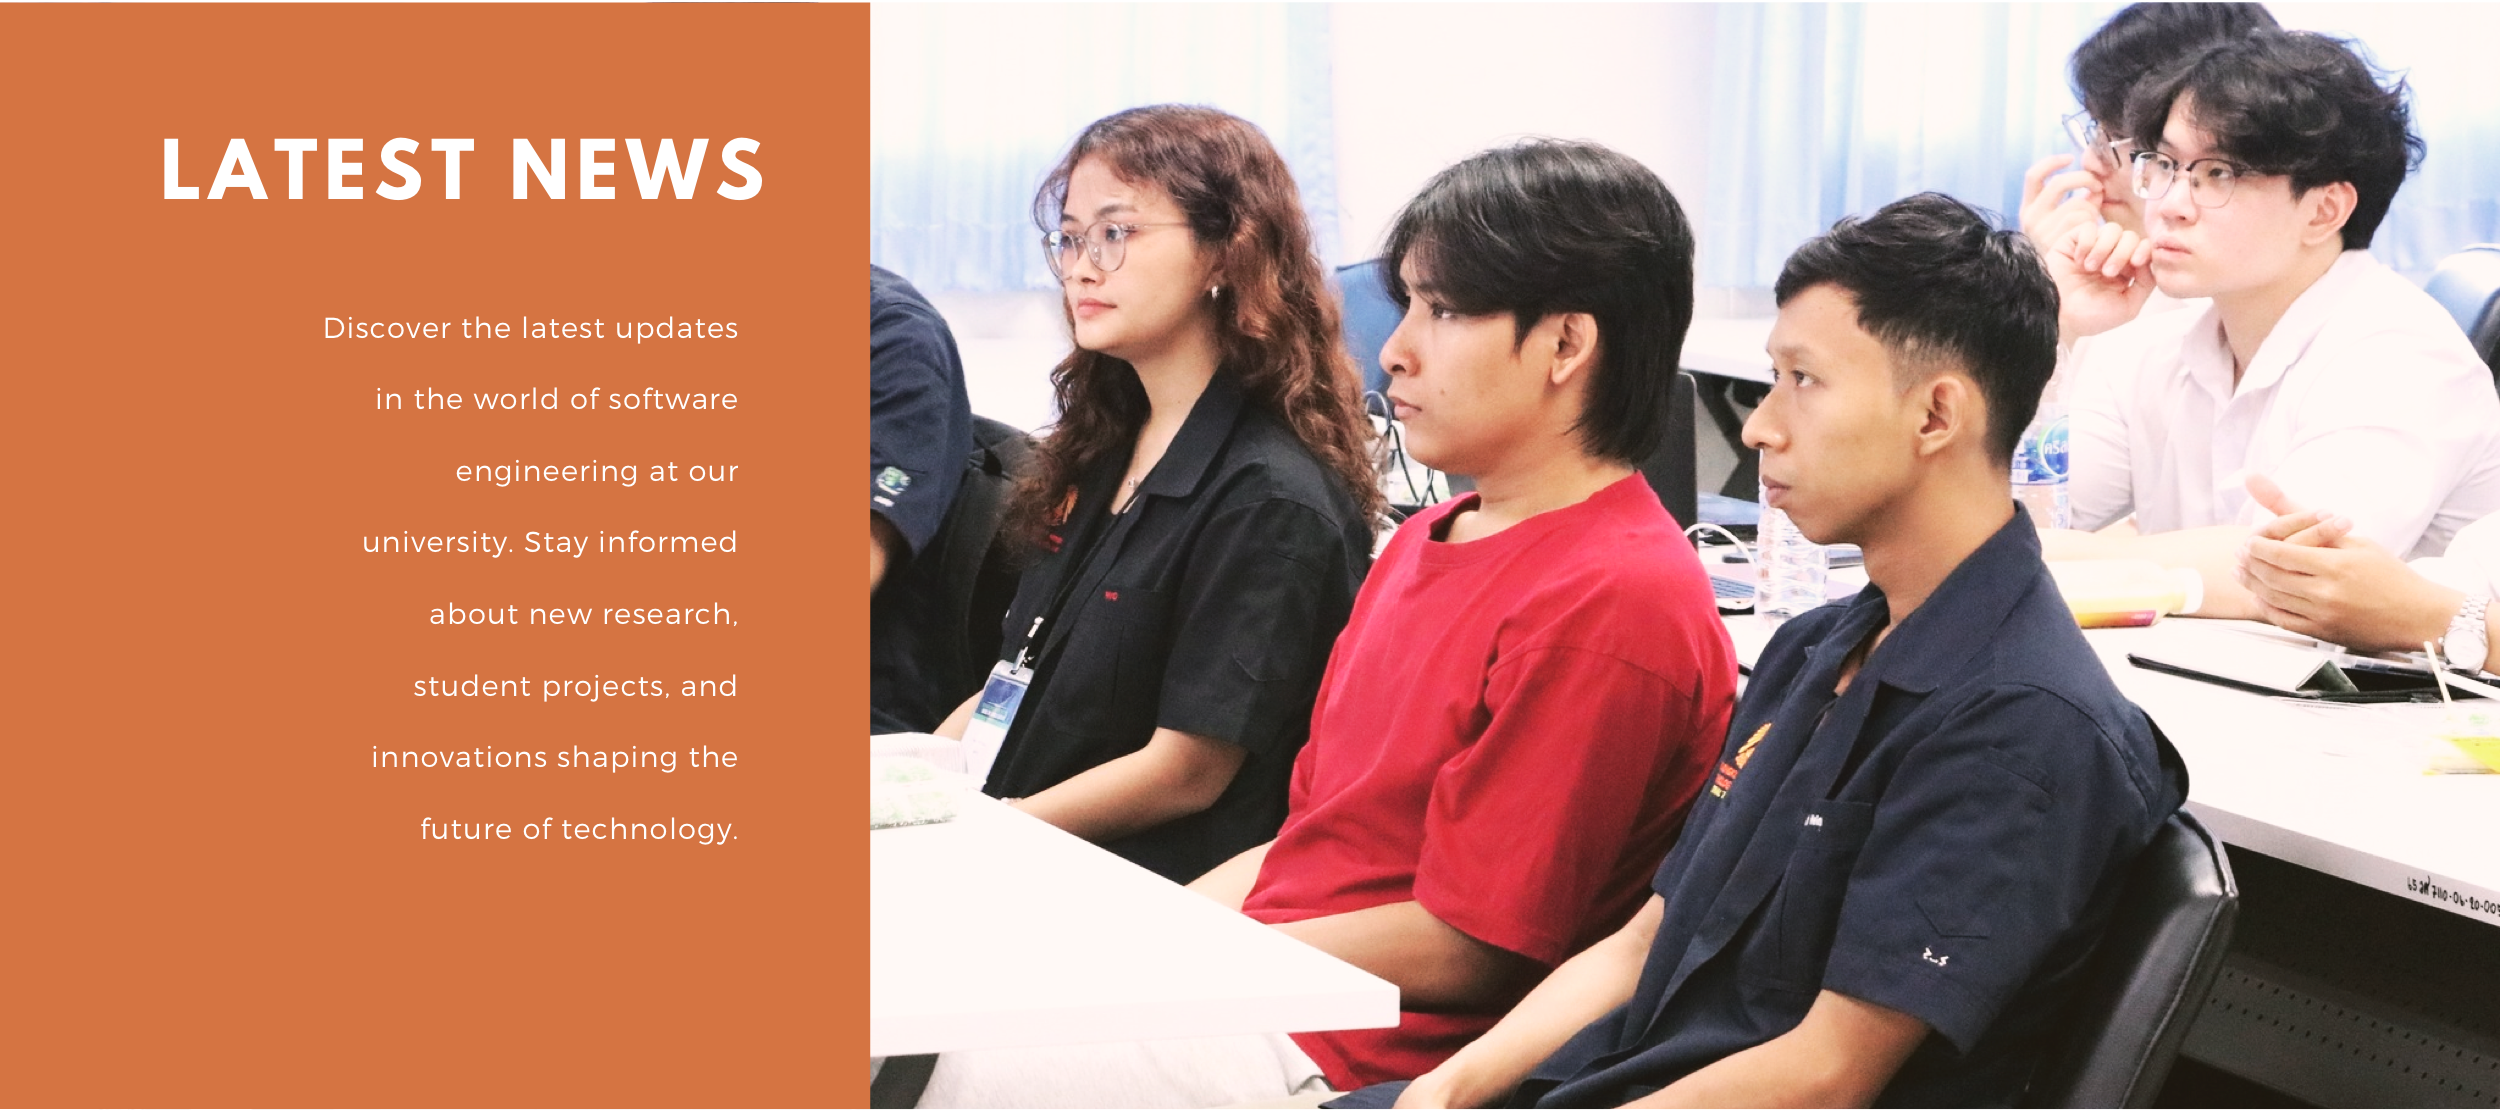 LATEST NEWS
Discover the latest updates
in the world of software
engineering at our
university. Stay informed
about new research,
student projects, and
innovations shaping the
future of technology.